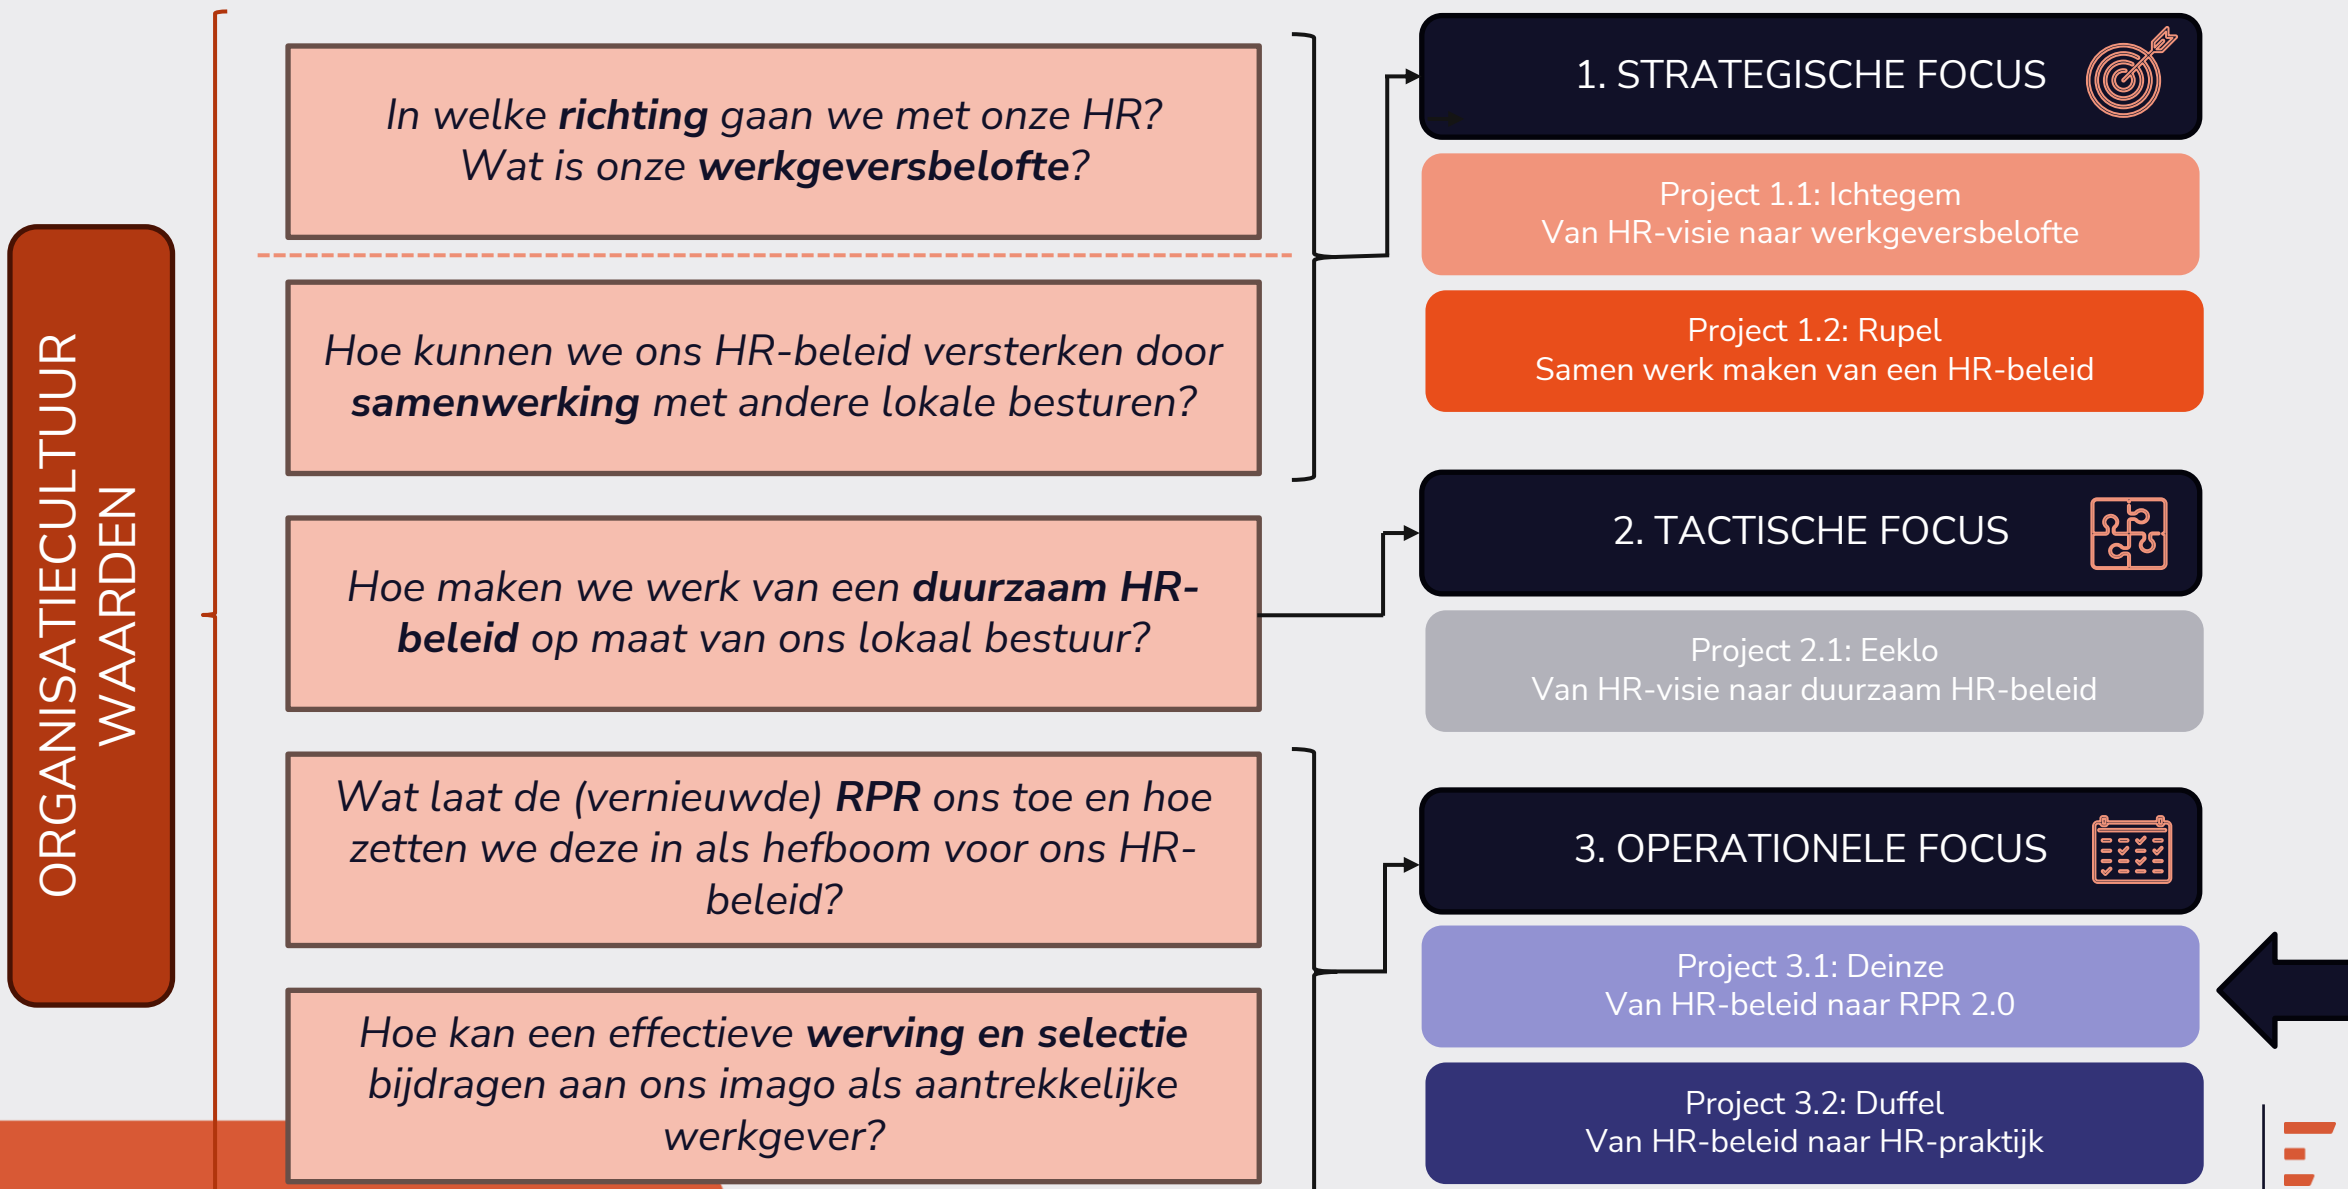 ORGANISATIECULTUUR
WAARDEN
In welke richting gaan we met onze HR?
Wat is onze werkgeversbelofte?
Hoe kunnen we ons HR-beleid versterken door
samenwerking met andere lokale besturen?
Hoe maken we werk van een duurzaam HR-
beleid op maat van ons lokaal bestuur?
Wat laat de (vernieuwde) RPR ons toe en hoe
zetten we deze in als hefboom voor ons HR-
beleid?
Hoe kan een effectieve werving en selectie
bijdragen aan ons imago als aantrekkelijke
werkgever?
1. STRATEGISCHE FOCUS
Project 1.1: Ichtegem
Van HR-visie naar werkgeversbelofte
Project 1.2: Rupel
Samen werk maken van een HR-beleid
2. TACTISCHE FOCUS
Project 2.1: Eeklo
Van HR-visie naar duurzaam HR-beleid
3. OPERATIONELE FOCUS
Project 3.1: Deinze
Van HR-beleid naar RPR 2.0
Project 3.2: Duffel
Van HR-beleid naar HR-praktijk